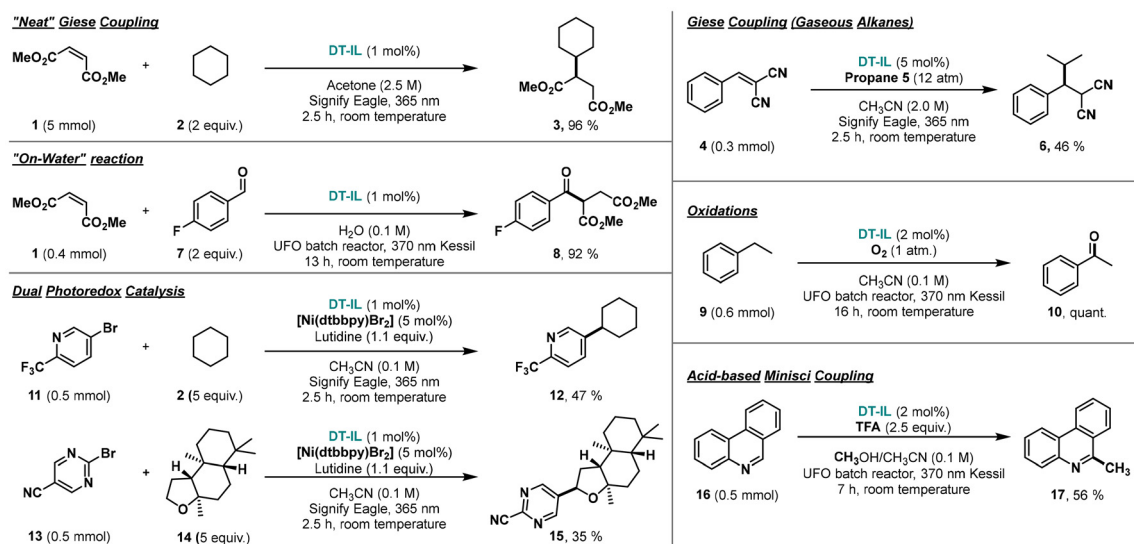 "Neat" Giese Coupling
MeO₂C
CO₂Me
1 (5 mmol)
+
2 (2 equiv.)
DT-IL (1 mol%)
Acetone (2.5 M)
Signify Eagle, 365 nm
2.5 h, room temperature
MeO₂C
CO₂Me
3, 96 %
"On-Water" reaction
MeO₂C
CO₂Me
1 (0.4 mmol)
+
O
F
7 (2 equiv.)
DT-IL (1 mol%)
H₂O (0.1 M)
UFO batch reactor, 370 nm Kessil
13 h, room temperature
O
CO₂Me
CO₂Me
F
8, 92 %
Dual Photoredox Catalysis
Br
N
F₃C
11 (0.5 mmol)
+
2 (5 equiv.)
DT-IL (1 mol%)
[Ni(dtbbpy)Br₂] (5 mol%)
Lutidine (1.1 equiv.)
CH₃CN (0.1 M)
Signify Eagle, 365 nm
2.5 h, room temperature
N
F₃C
12, 47 %
N
Br
N
CN
13 (0.5 mmol)
+
H
H
O
14 (5 equiv.)
DT-IL (1 mol%)
[Ni(dtbbpy)Br₂] (5 mol%)
Lutidine (1.1 equiv.)
CH₃CN (0.1 M)
Signify Eagle, 365 nm
2.5 h, room temperature
H
H
O
N
N
CN
15, 35 %
Giese Coupling (Gaseous Alkanes)
CN
CN
4 (0.3 mmol)
DT-IL (5 mol%)
Propane 5 (12 atm)
CH₃CN (2.0 M)
Signify Eagle, 365 nm
2.5 h, room temperature
CN
CN
6, 46 %
Oxidations
9 (0.6 mmol)
DT-IL (2 mol%)
O₂ (1 atm.)
CH₃CN (0.1 M)
UFO batch reactor, 370 nm Kessil
16 h, room temperature
O
10, quant.
Acid-based Minisci Coupling
N
16 (0.5 mmol)
DT-IL (2 mol%)
TFA (2.5 equiv.)
CH₃OH/CH₃CN (0.1 M)
UFO batch reactor, 370 nm Kessil
7 h, room temperature
N
CH₃
17, 56 %